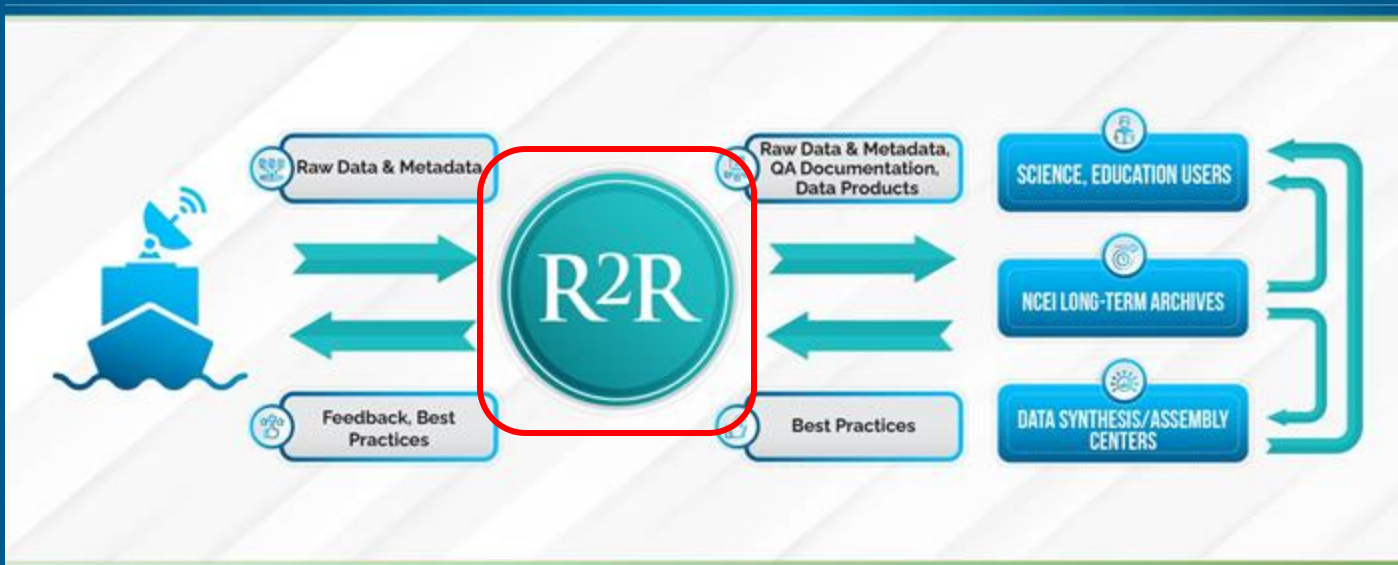 Raw Data & Metadata
Raw Data & Metadata,
QA Documentation,
Data Products
SCIENCE, EDUCATION USERS
R2R
NCEI LONG-TERM ARCHIVES
Feedback, Best
Practices
Best Practices
DATA SYNTHESIS/ASSEMBLY
CENTERS